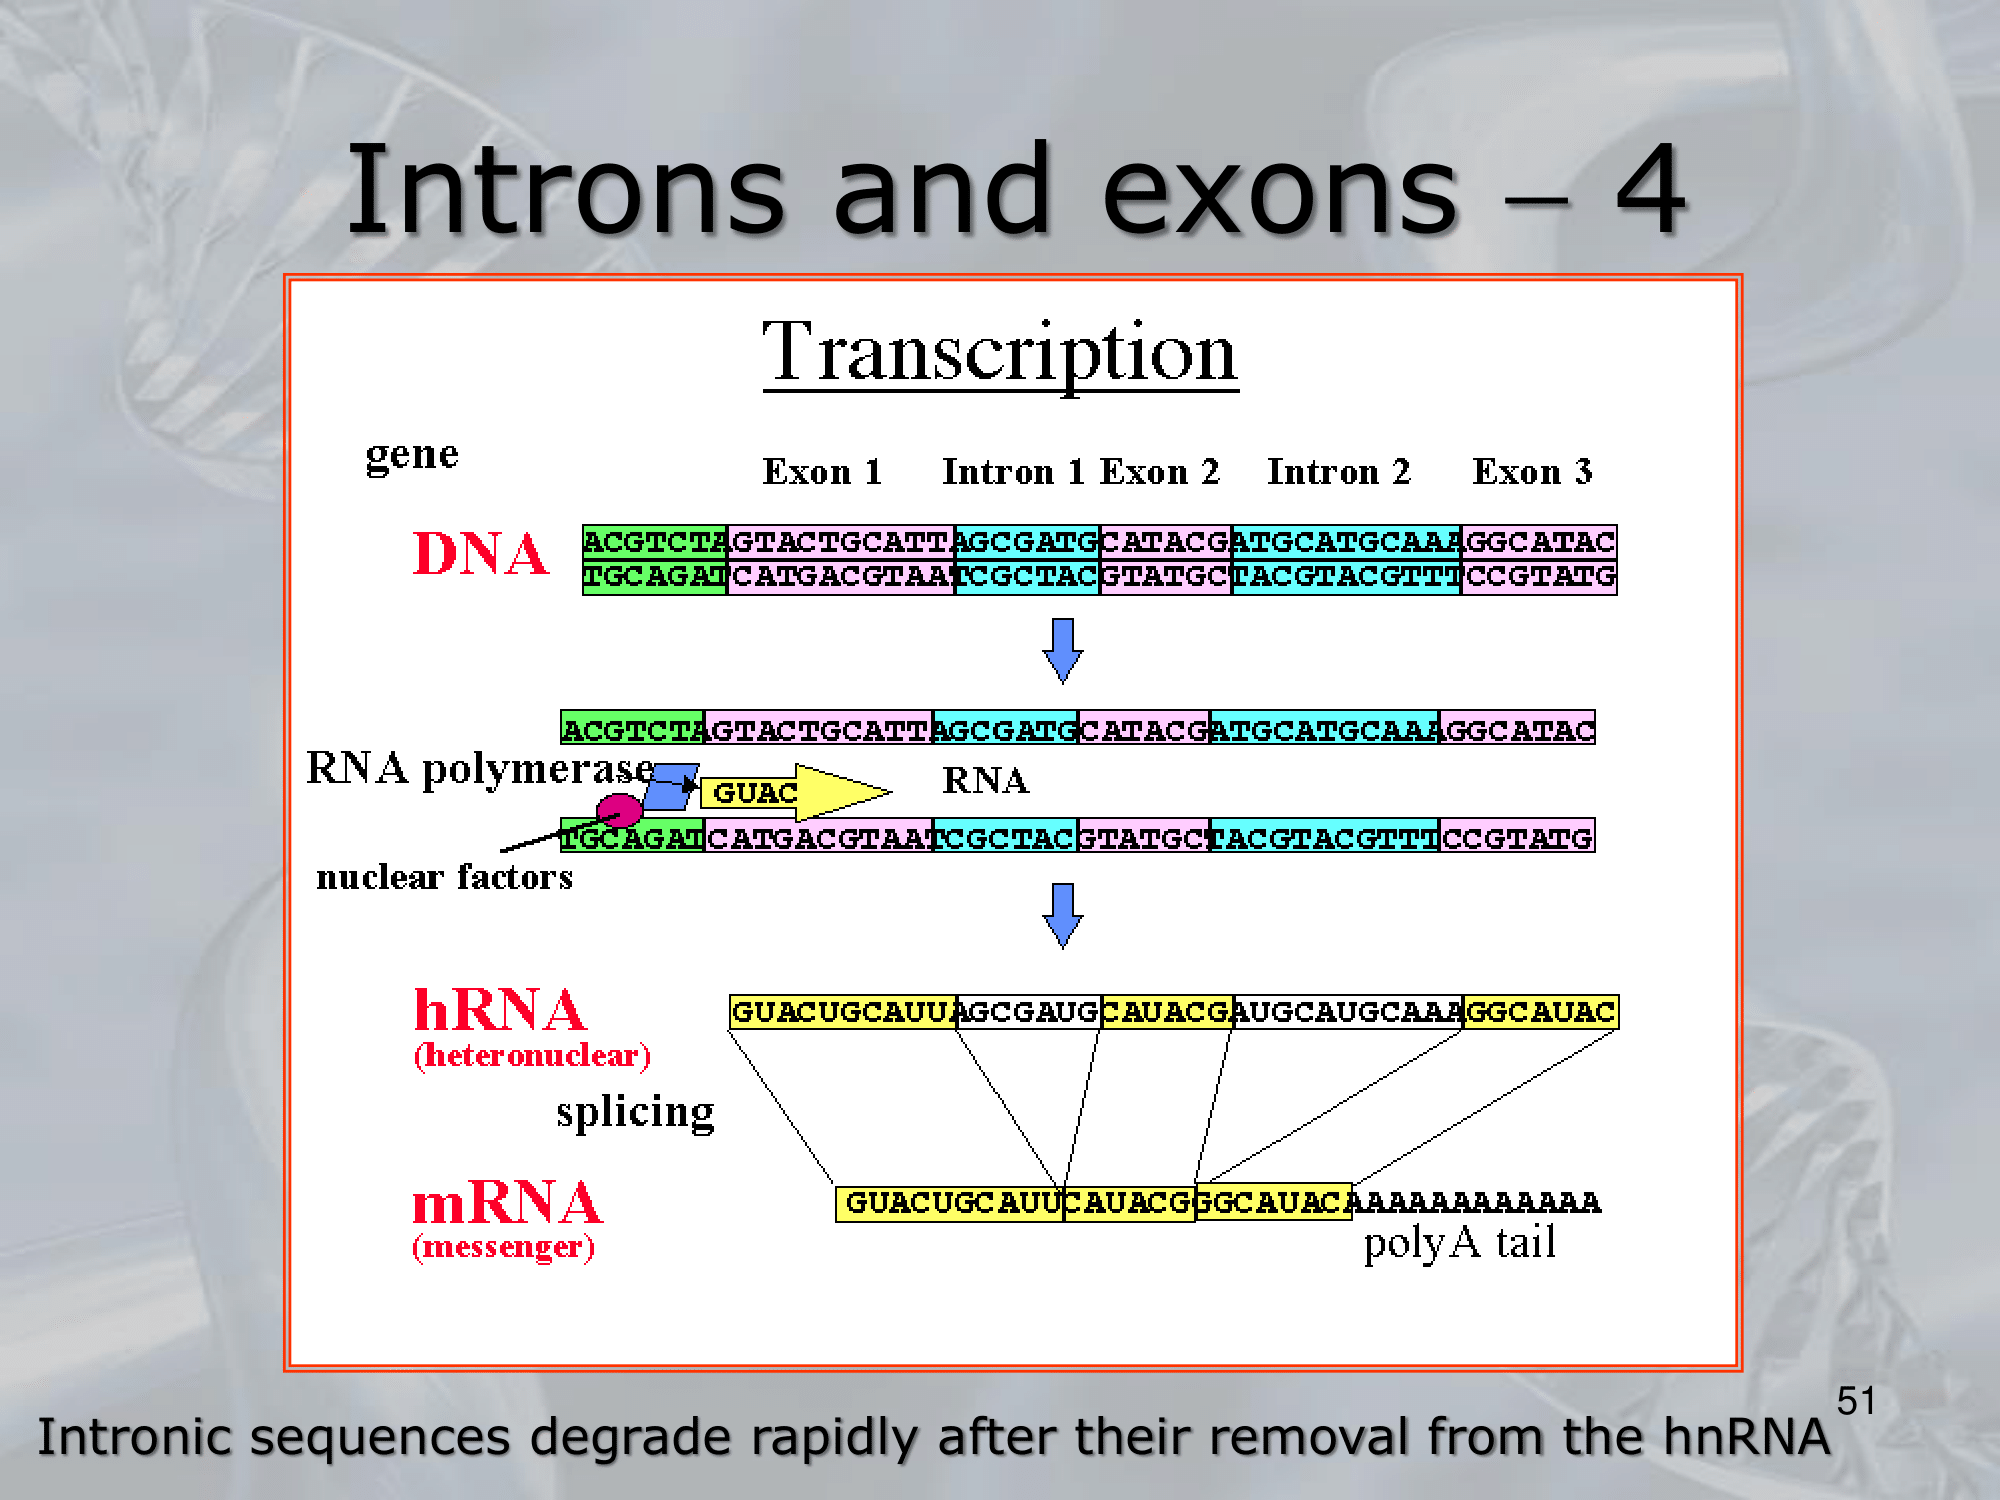 Introns and exons – 4
Transcription
gene
Exon 1 Intron 1 Exon 2 Intron 2 Exon 3
DNA
ACGTCTAGTACTGCATTAGCGATGCATACGATGCATGCAAAGGCATAC
TGCAGATCATGACGTAATCGCTACGTATGCTACGTACGTTTCCGTATG
ACGTCTAGTACTGCATTAGCGATGCATACGATGCATGCAAAGGCATAC
RNA polymerase
GUAC
RNA
TGCAGATCATGACGTAATCGCTACGTATGCTACGTACGTTTCCGTATG
nuclear factors
hRNA
GUACUGCAUUAGCGAUGCAUACGAUGCAUGCAAAGGCAUAC
(heteronuclear)
splicing
mRNA
GUACUGCAUUCAUACGGGCAUACAAAAAAAAAAAA
(messenger)
polyA tail
51
Intronic sequences degrade rapidly after their removal from the hnRNA